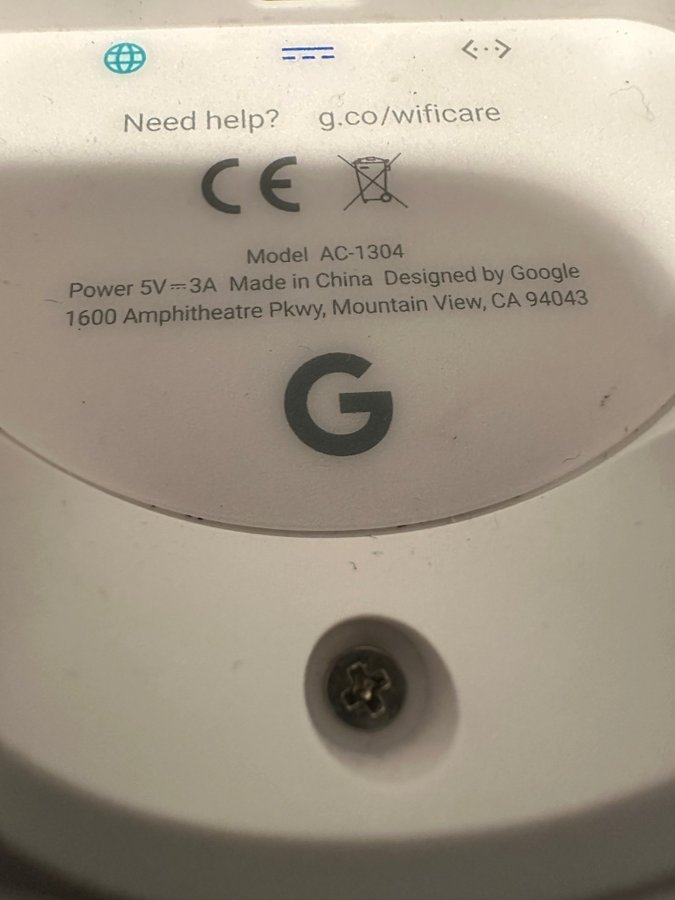 Need help? g.co/wificare
CE
Model AC-1304
Power 5V⎓3A Made in China Designed by Google
1600 Amphitheatre Pkwy, Mountain View, CA 94043
G